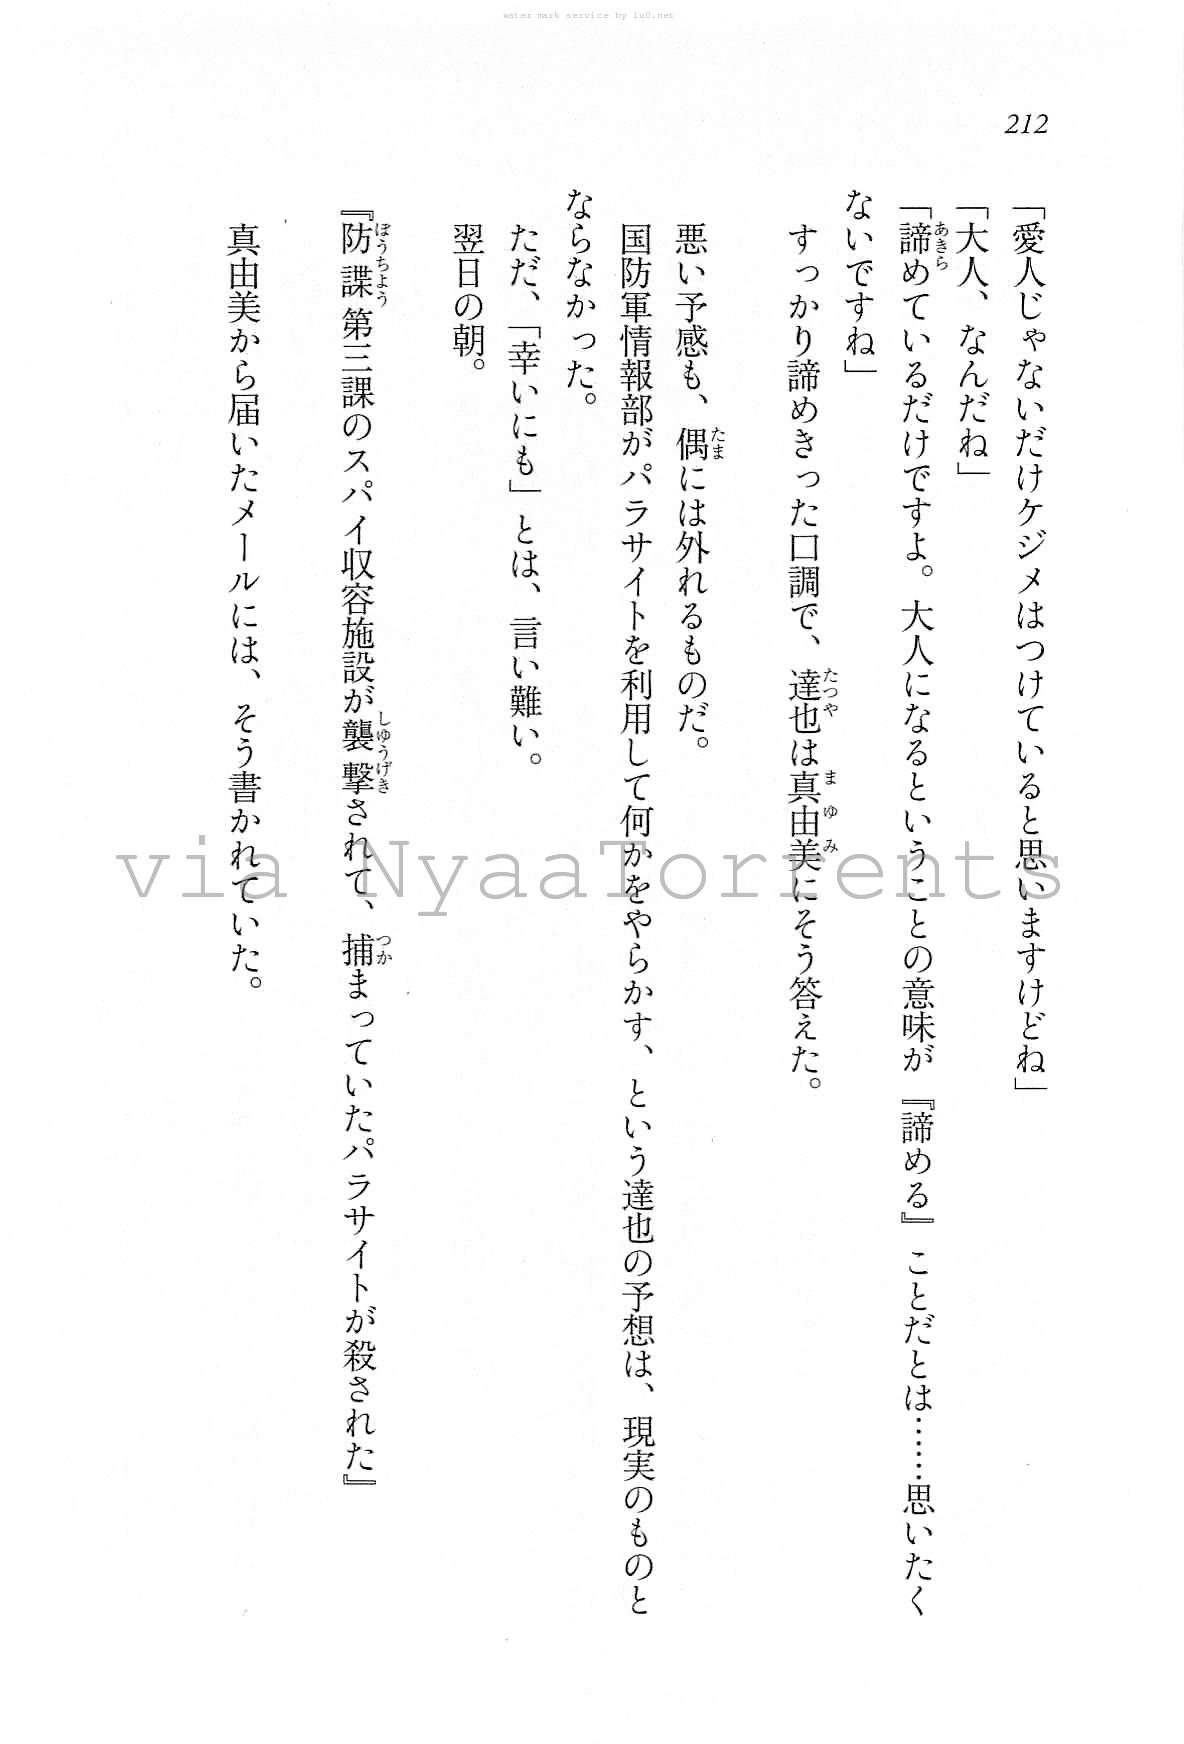 water mark service by lu0.net
212
「愛人じゃないだけケジメはつけていると思いますけどね」
「大人、なんだね」
「諦めているだけですよ。大人になるということの意味が『諦める』ことだとは……思いたく
ないですね」
すっかり諦めきった口調で、達也は真由美にそう答えた。
悪い予感も、偶には外れるものだ。
国防軍情報部がパラサイトを利用して何かをやらかす、という達也の予想は、現実のものと
ならなかった。
ただ、「幸いにも」とは、言い難い。
翌日の朝。
『防諜第三課のスパイ収容施設が襲撃されて、捕まっていたパラサイトが殺された』
真由美から届いたメールには、そう書かれていた。
via NyaaTorrents